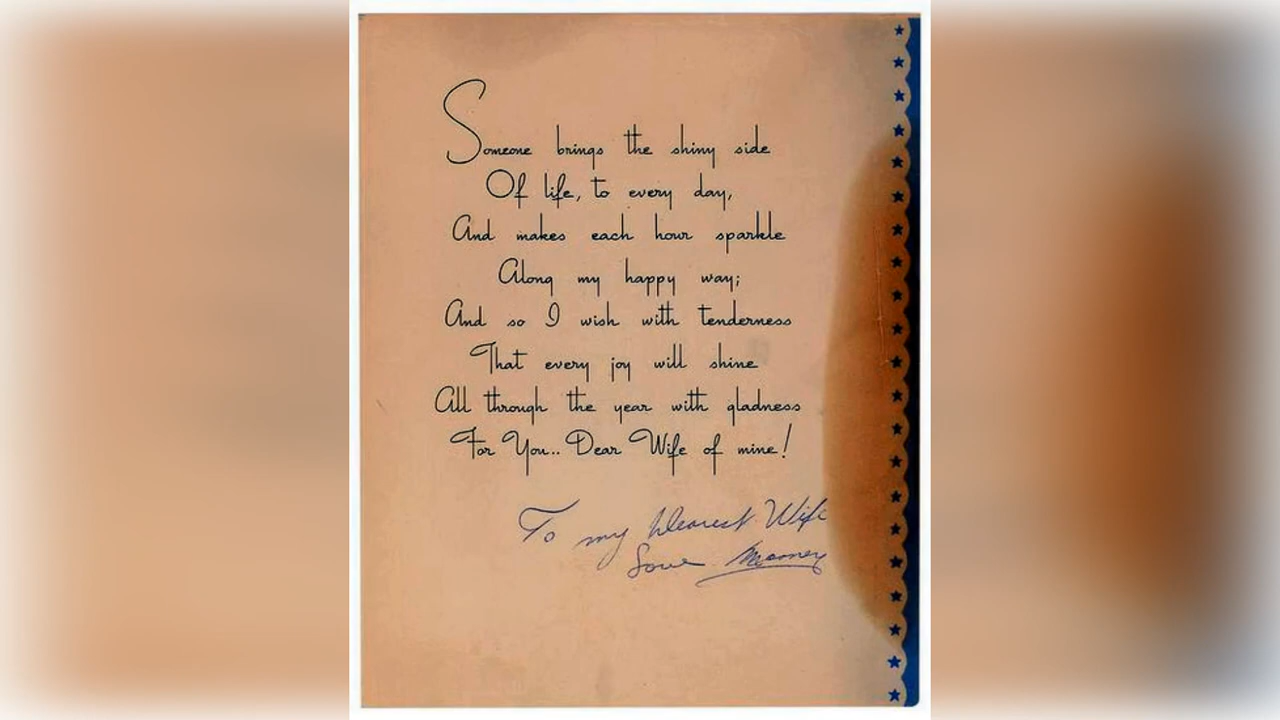 Someone brings the shiny side
Of life, to every day,
And makes each hour sparkle
Along my happy way;
And so I wish with tenderness
That every joy will shine
All through the year with gladness
For You.. Dear Wife of mine!
To my Dearest Wife
Love Mooney